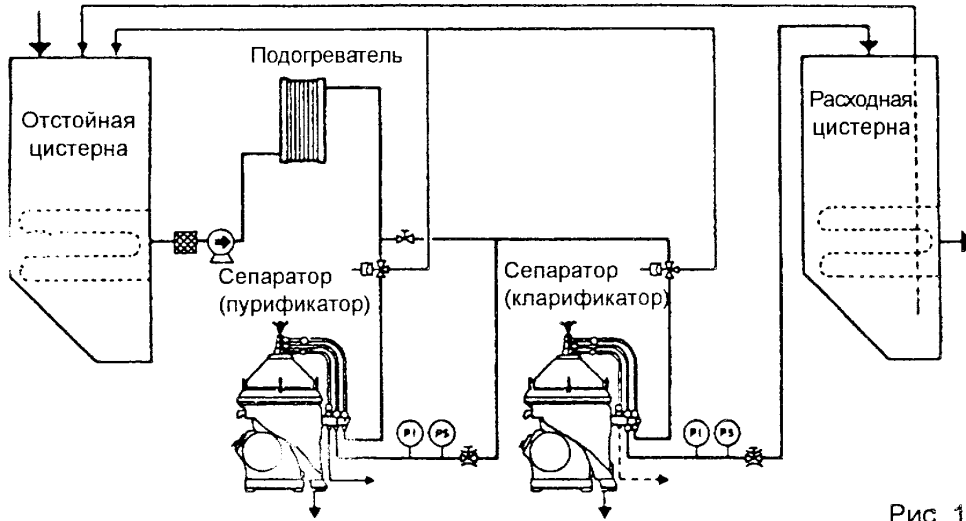 Подогреватель
Отстойная
цистерна
Расходная
цистерна
Сепаратор
(пурификатор)
Сепаратор
(кларификатор)
PI
PS
PI
PS
Рис. 1